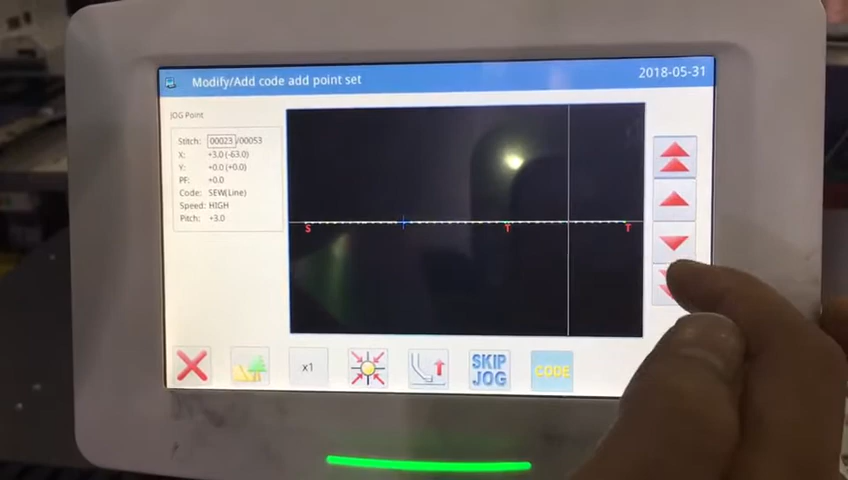 Modify/Add code add point set
2018-05-31
JOG Point
Stitch: 00023/00053
X: +3.0 (-63.0)
Y: +0.0 (+0.0)
PF: +0.0
Code: SEW(Line)
Speed: HIGH
Pitch: +3.0
S
T
T
x1
SKIP
JOG
CODE